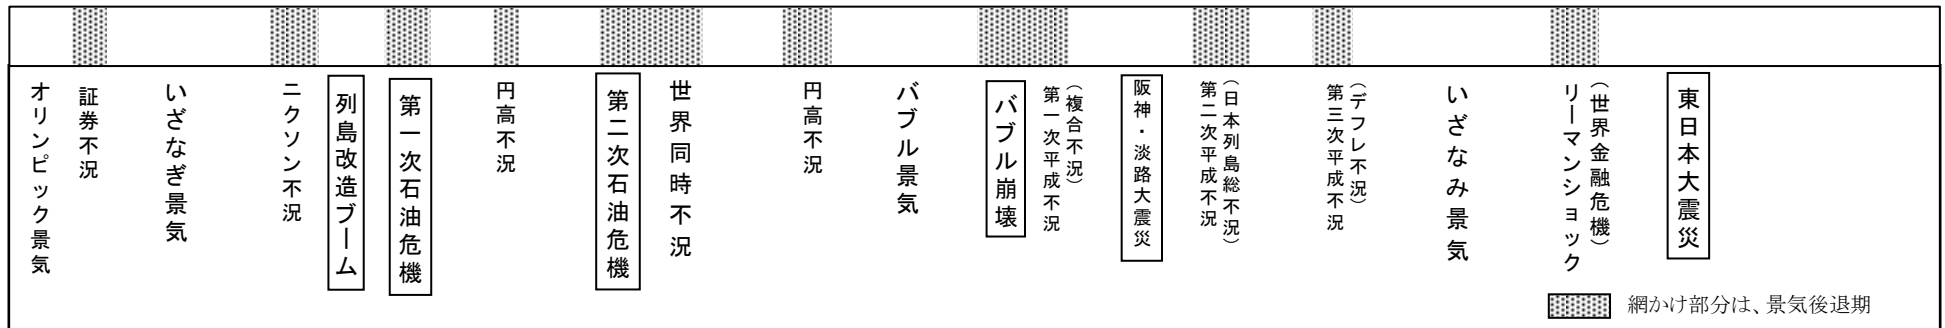 オリンピック景気
証券不況
いざなぎ景気
ニクソン不況
列島改造ブーム
第一次石油危機
円高不況
第二次石油危機
世界同時不況
円高不況
バブル景気
バブル崩壊
（複合不況）
第一次平成不況
阪神・淡路大震災
（日本列島総不況）
第二次平成不況
（デフレ不況）
第三次平成不況
いざなみ景気
（世界金融危機）
リーマンショック
東日本大震災
網かけ部分は、景気後退期